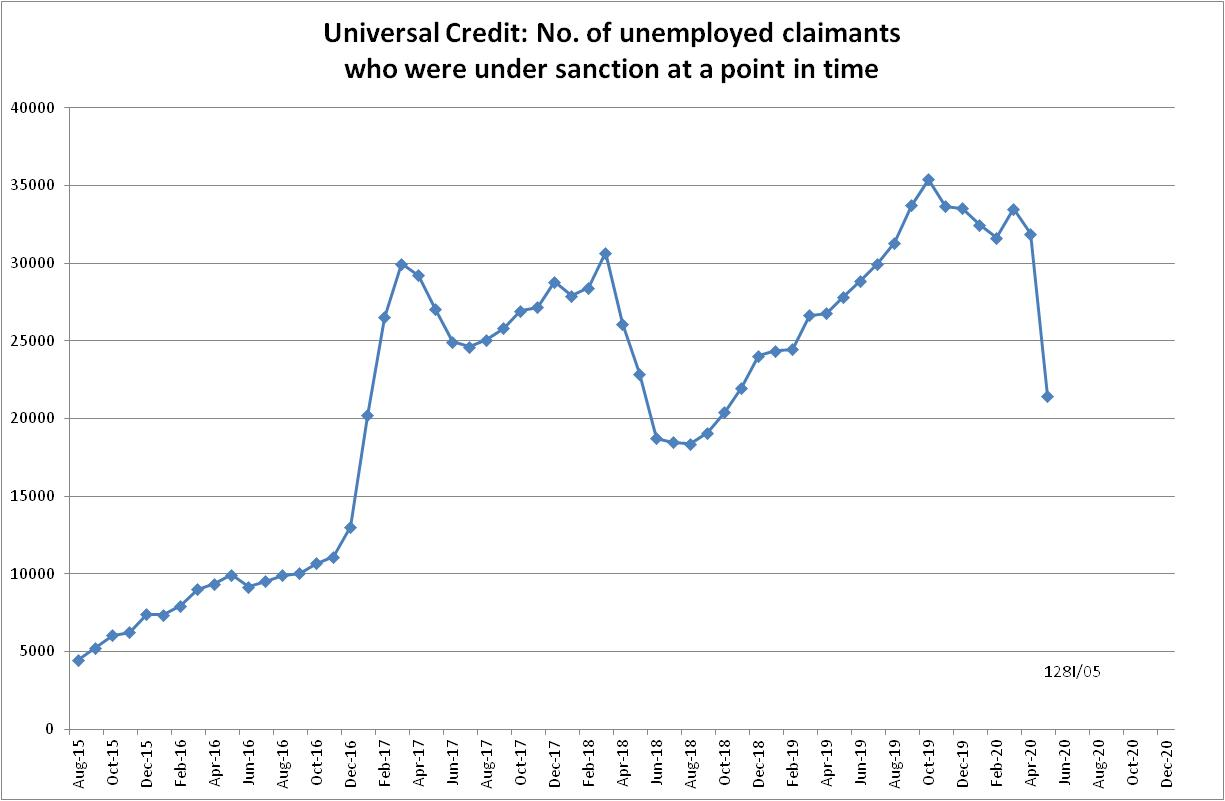 Universal Credit: No. of unemployed claimants
who were under sanction at a point in time
40000
35000
30000
25000
20000
15000
10000
5000
0
128I/05
Aug-15
Oct-15
Dec-15
Feb-16
Apr-16
Jun-16
Aug-16
Oct-16
Dec-16
Feb-17
Apr-17
Jun-17
Aug-17
Oct-17
Dec-17
Feb-18
Apr-18
Jun-18
Aug-18
Oct-18
Dec-18
Feb-19
Apr-19
Jun-19
Aug-19
Oct-19
Dec-19
Feb-20
Apr-20
Jun-20
Aug-20
Oct-20
Dec-20